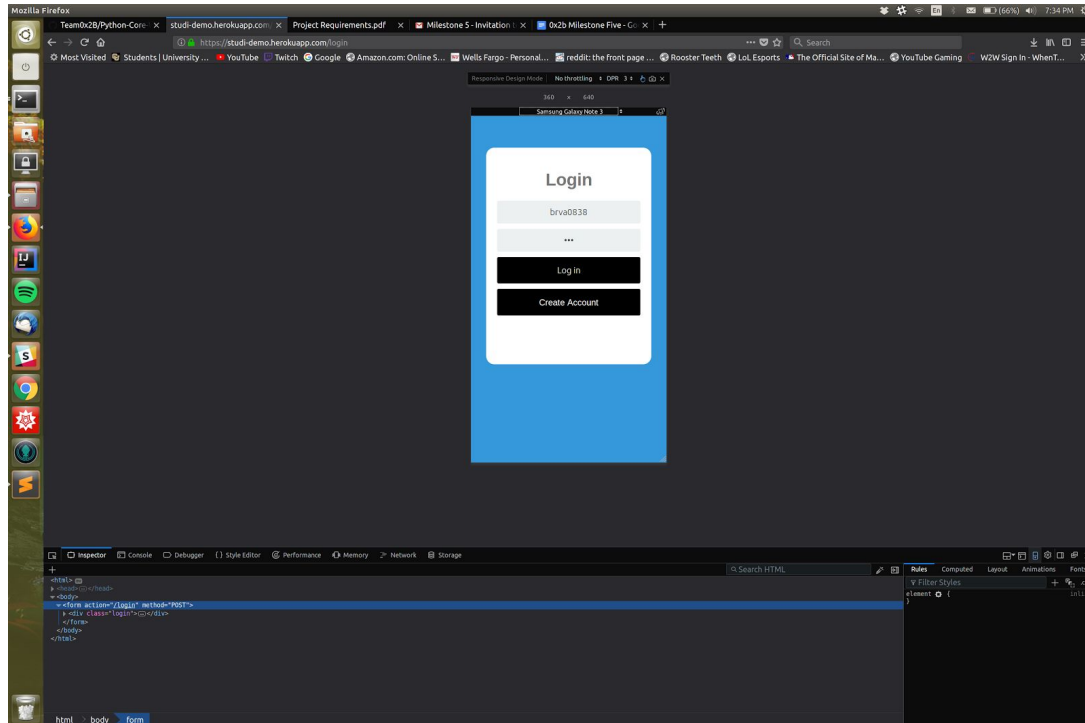 Mozilla Firefox
En (66%) 7:34 PM
Team0x2B/Python-Core- × studi-demo.herokuapp.com/ × Project Requirements.pdf × Milestone 5 - Invitation t × 0x2b Milestone Five - Go × +
https://studi-demo.herokuapp.com/login Search
Most Visited Students | University ... YouTube Twitch Google Amazon.com: Online S... Wells Fargo - Personal... reddit: the front page ... Rooster Teeth LoL Esports The Official Site of Ma... YouTube Gaming W2W Sign In - WhenT...
Responsive Design Mode No throttling DPR 3
360 × 640
Samsung Galaxy Note 3
Login
brva0838
•••
Log in
Create Account
Inspector Console Debugger {} Style Editor Performance Memory Network Storage
+ Search HTML Rules Computed Layout Animations Fonts
<html>
<head></head>
<body>
<form action="/login" method="POST">
<div class="login"></div>
</form>
</body>
</html>
Filter Styles +
element {
}
html body form